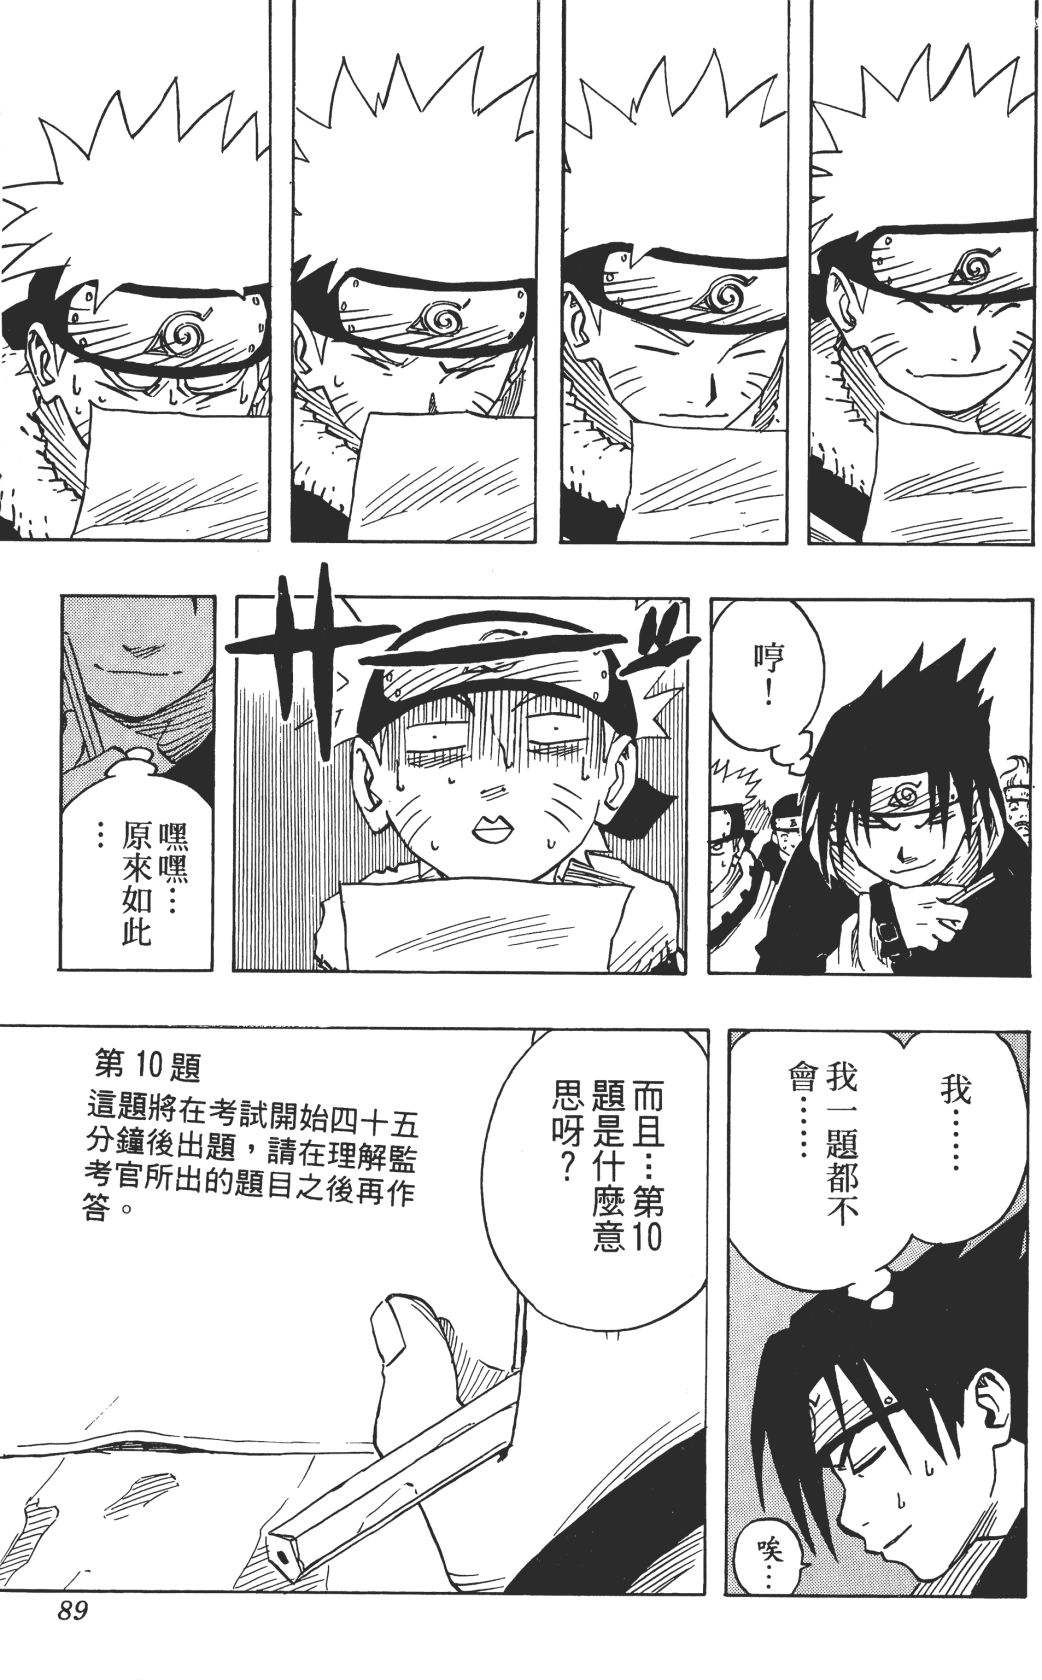 哼！
嘿嘿…
原來如此
…
我……
我一題都不
會……
唉…
而且…第10
題是什麼意
思呀？
第10題
這題將在考試開始四十五
分鐘後出題，請在理解監
考官所出的題目之後再作
答。
89